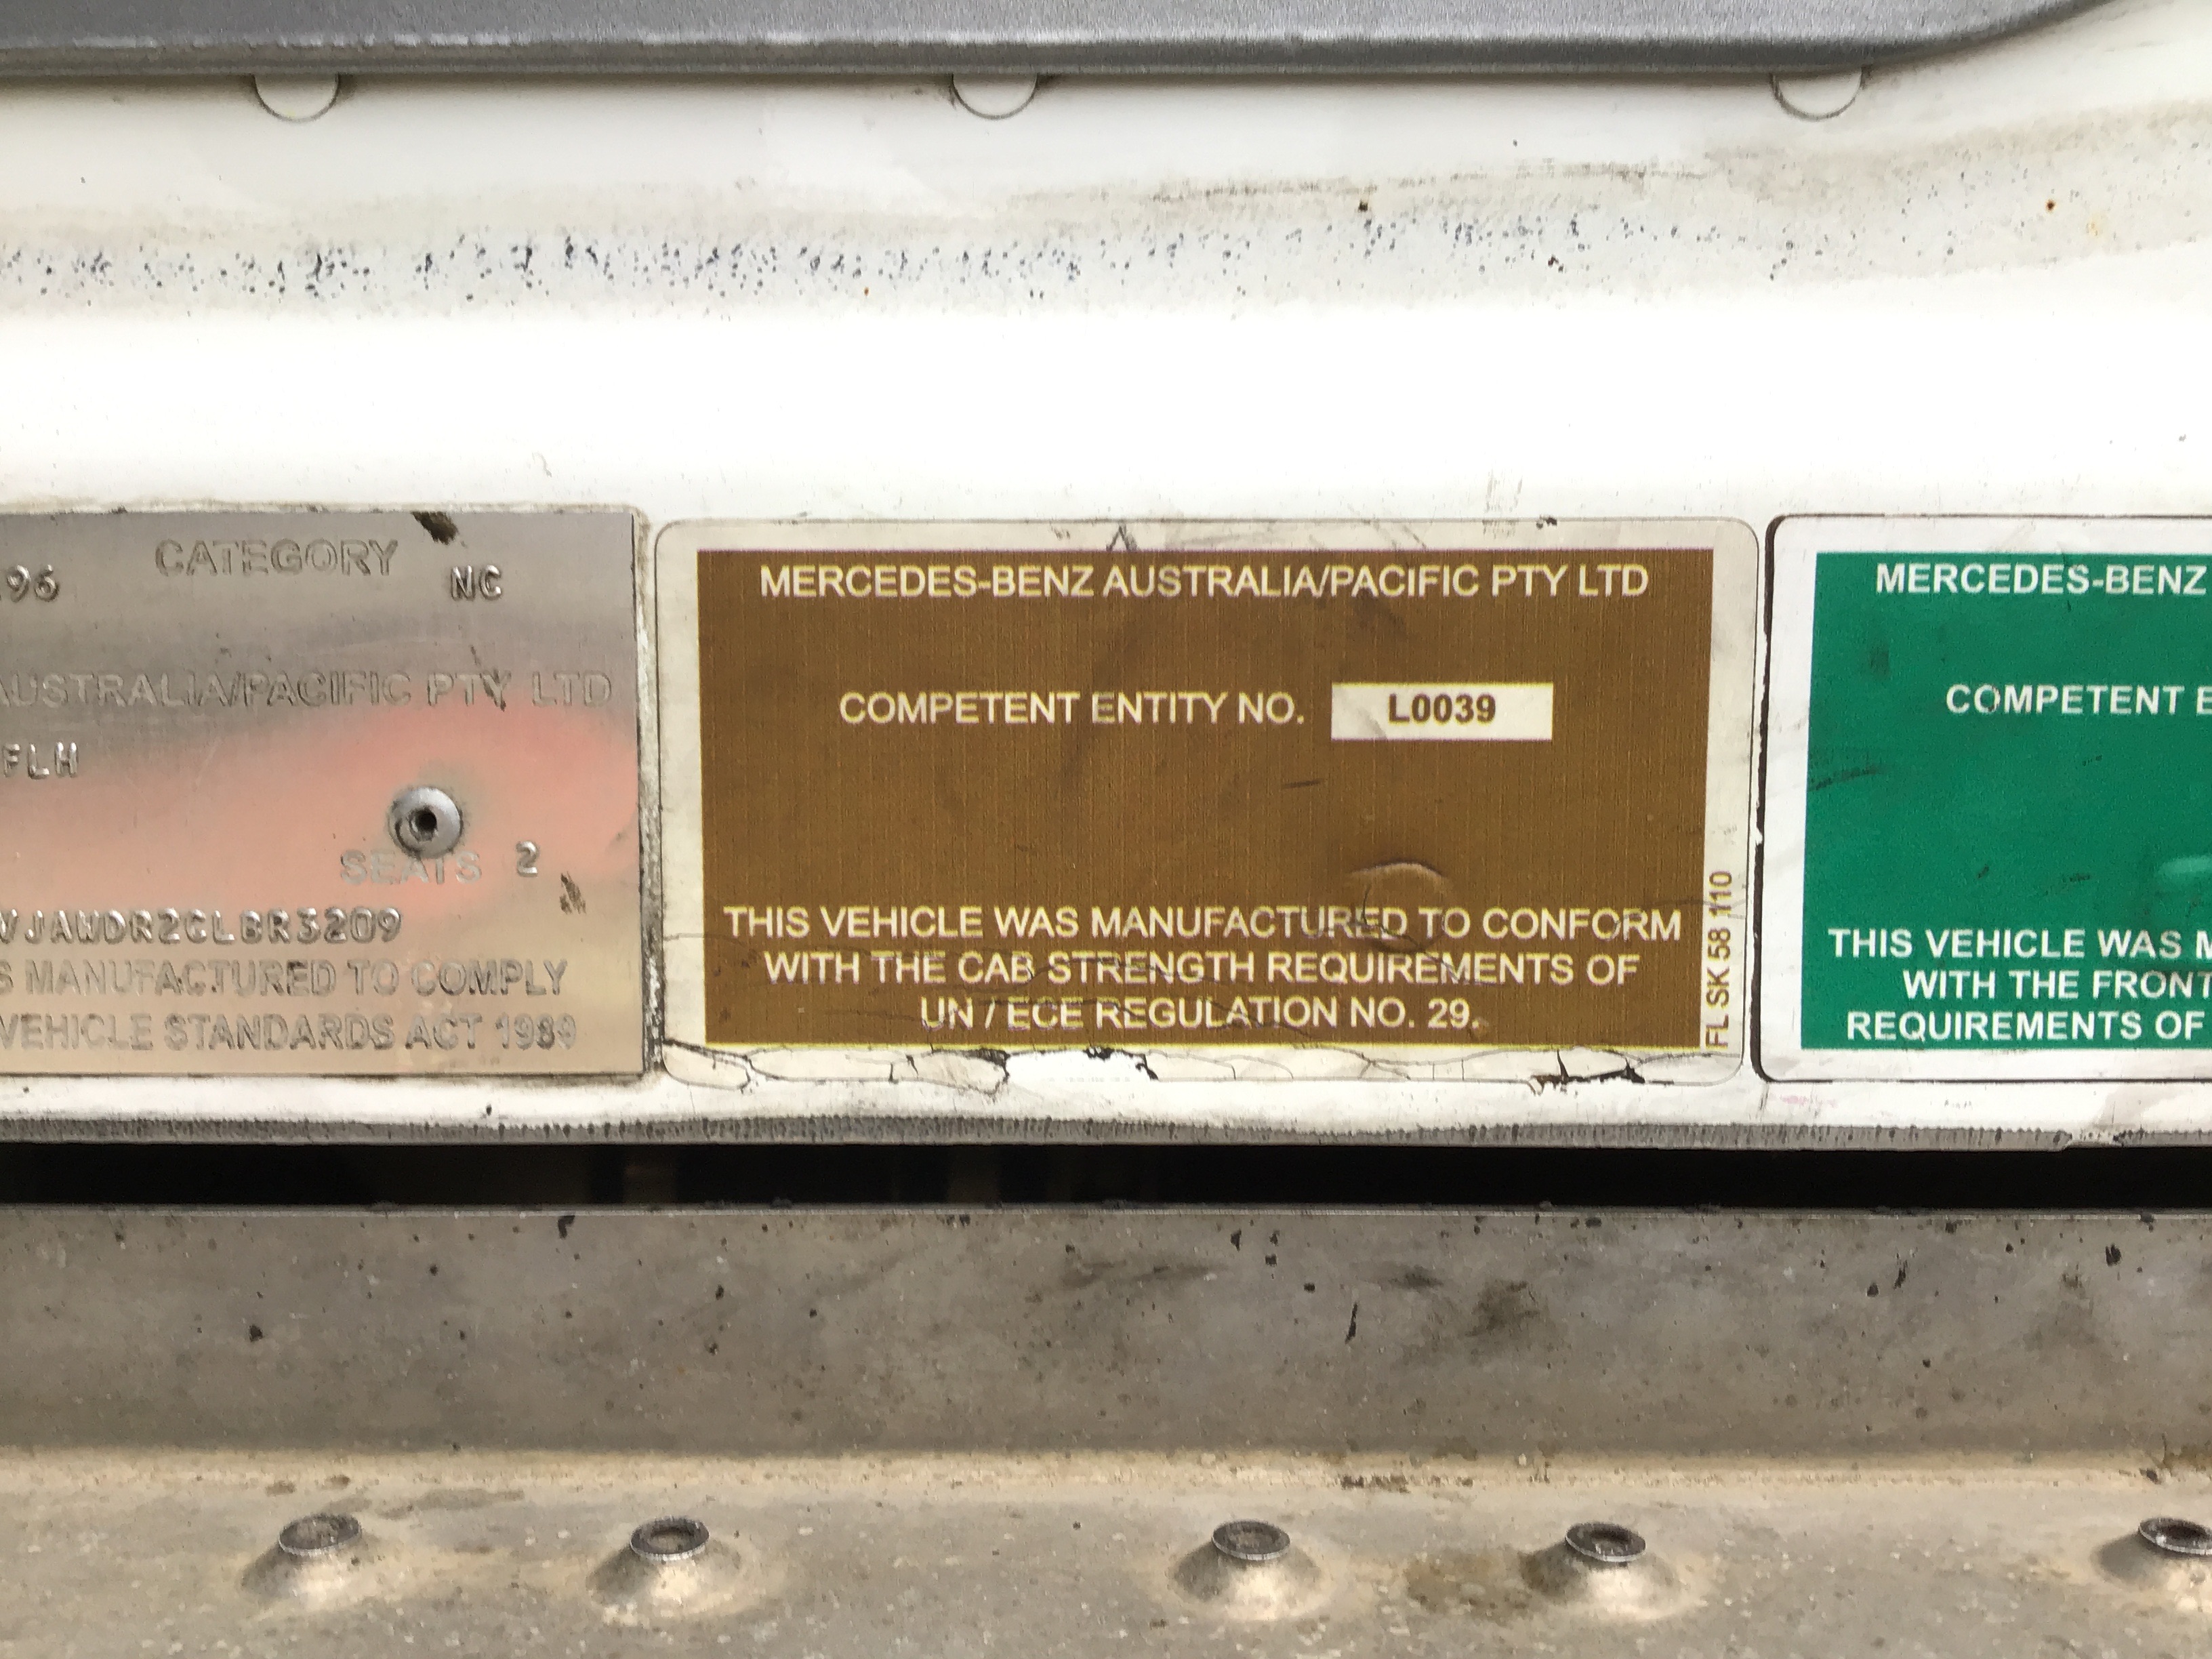 CATEGORY
96
NC
AUSTRALIA/PACIFIC PTY LTD
FLH
SEATS 2
VJAWDR2CLBR3209
S MANUFACTURED TO COMPLY
VEHICLE STANDARDS ACT 1989
MERCEDES-BENZ AUSTRALIA/PACIFIC PTY LTD
COMPETENT ENTITY NO. L0039
THIS VEHICLE WAS MANUFACTURED TO CONFORM
WITH THE CAB STRENGTH REQUIREMENTS OF
UN / ECE REGULATION NO. 29.
FL SK 58 110
MERCEDES-BENZ
COMPETENT E
THIS VEHICLE WAS M
WITH THE FRONT
REQUIREMENTS OF